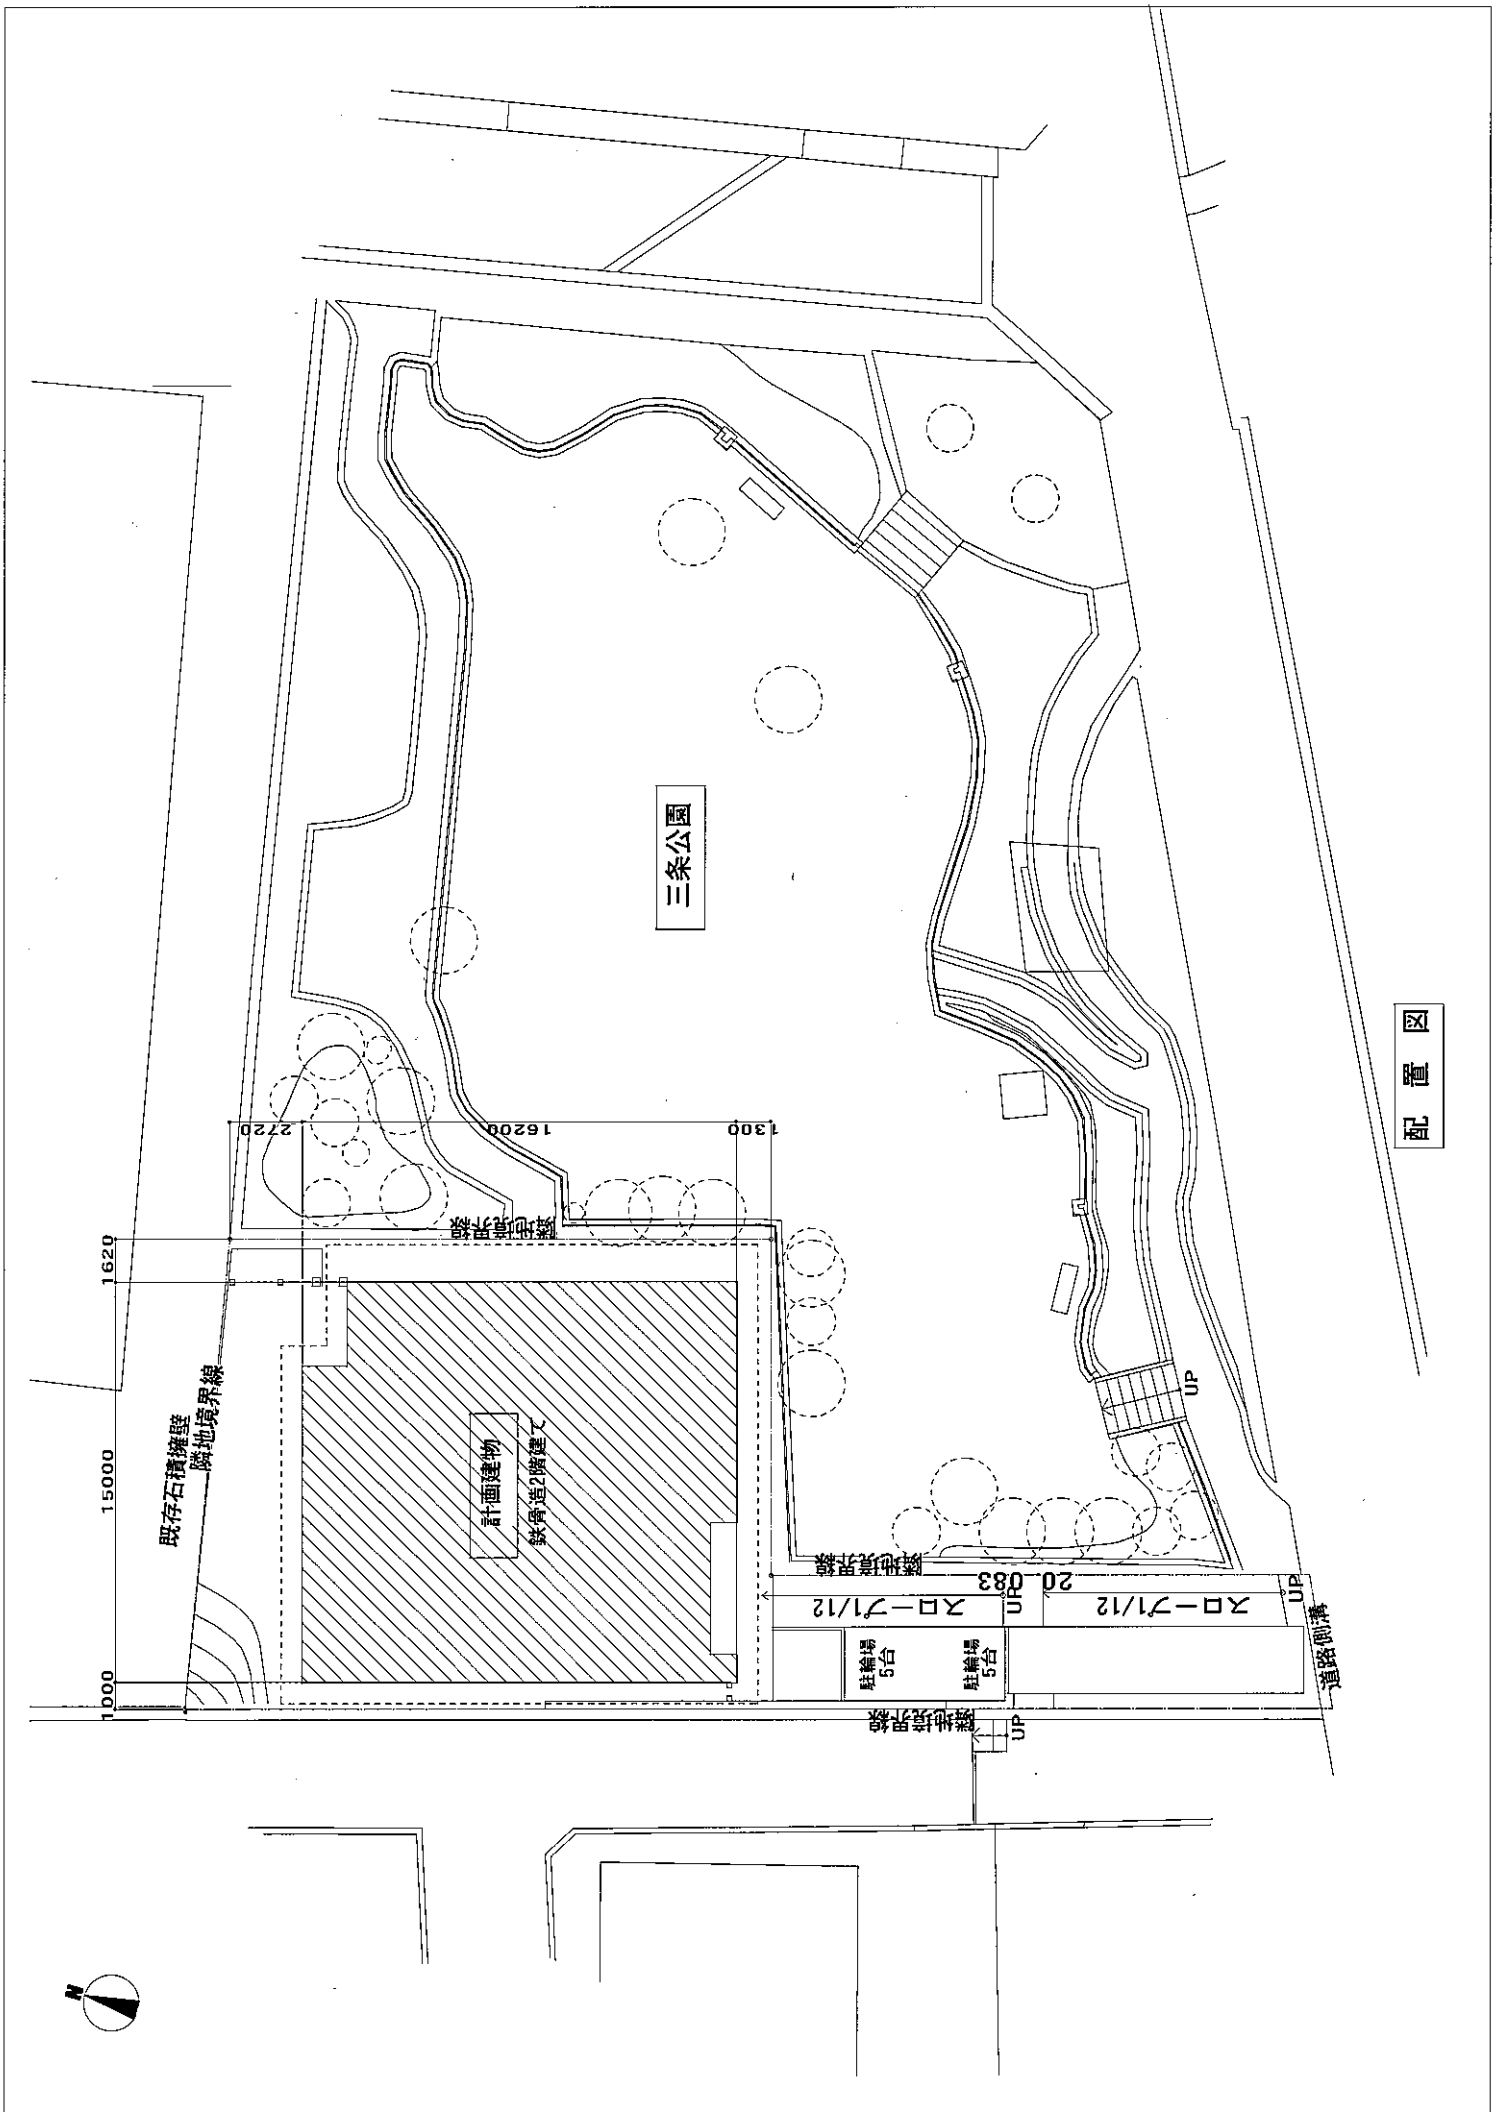 N
1620
15000
1000
2720
16200
1300
既存石積擁壁
隣地境界線
隣地境界線
計画建物
鉄骨造2階建て
三条公園
隣地境界線
20 083
スロープ1/12
UP
スロープ1/12
UP
駐輪場
5台
駐輪場
5台
隣地境界線
UP
UP
道路側溝
配置図